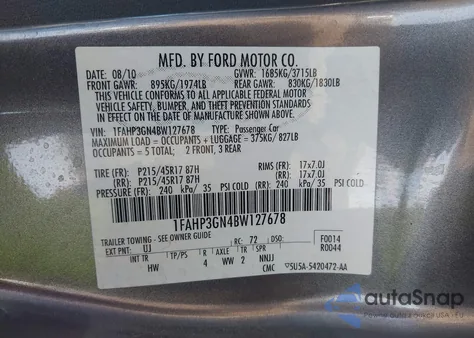 MFD. BY FORD MOTOR CO.
DATE: 08/10 GVWR: 1685KG/3715LB
FRONT GAWR: 895KG/1974LB REAR GAWR: 830KG/1830LB
THIS VEHICLE CONFORMS TO ALL APPLICABLE FEDERAL MOTOR VEHICLE
SAFETY, BUMPER, AND THEFT PREVENTION STANDARDS IN EFFECT ON
THE DATE OF MANUFACTURE SHOWN ABOVE.
VIN: 1FAHP3GN4BW127678 TYPE: Passenger Car
MAXIMUM LOAD = OCCUPANTS + LUGGAGE = 375KG/ 827LB
OCCUPANTS = 5 TOTAL; 2 FRONT, 3 REAR
TIRE (FR): P215/45R17 87H RIMS (FR): 17x7.0J
(RR): P215/45R17 87H (RR): 17x7.0J
PRESSURE (FR): 240 kPa/ 35 PSI COLD (RR): 240 kPa/ 35 PSI COLD
1FAHP3GN4BW127678
TRAILER TOWING - SEE OWNER GUIDE F0014
EXT PNT: UJ RC: 72 DSO: R0044
INT TR TP/PS R AXLE TR SPR
HW 4 WW 2 NNJJ
CMC 5U5A-5420472-AA
autoSnap
www.autosnap.cz